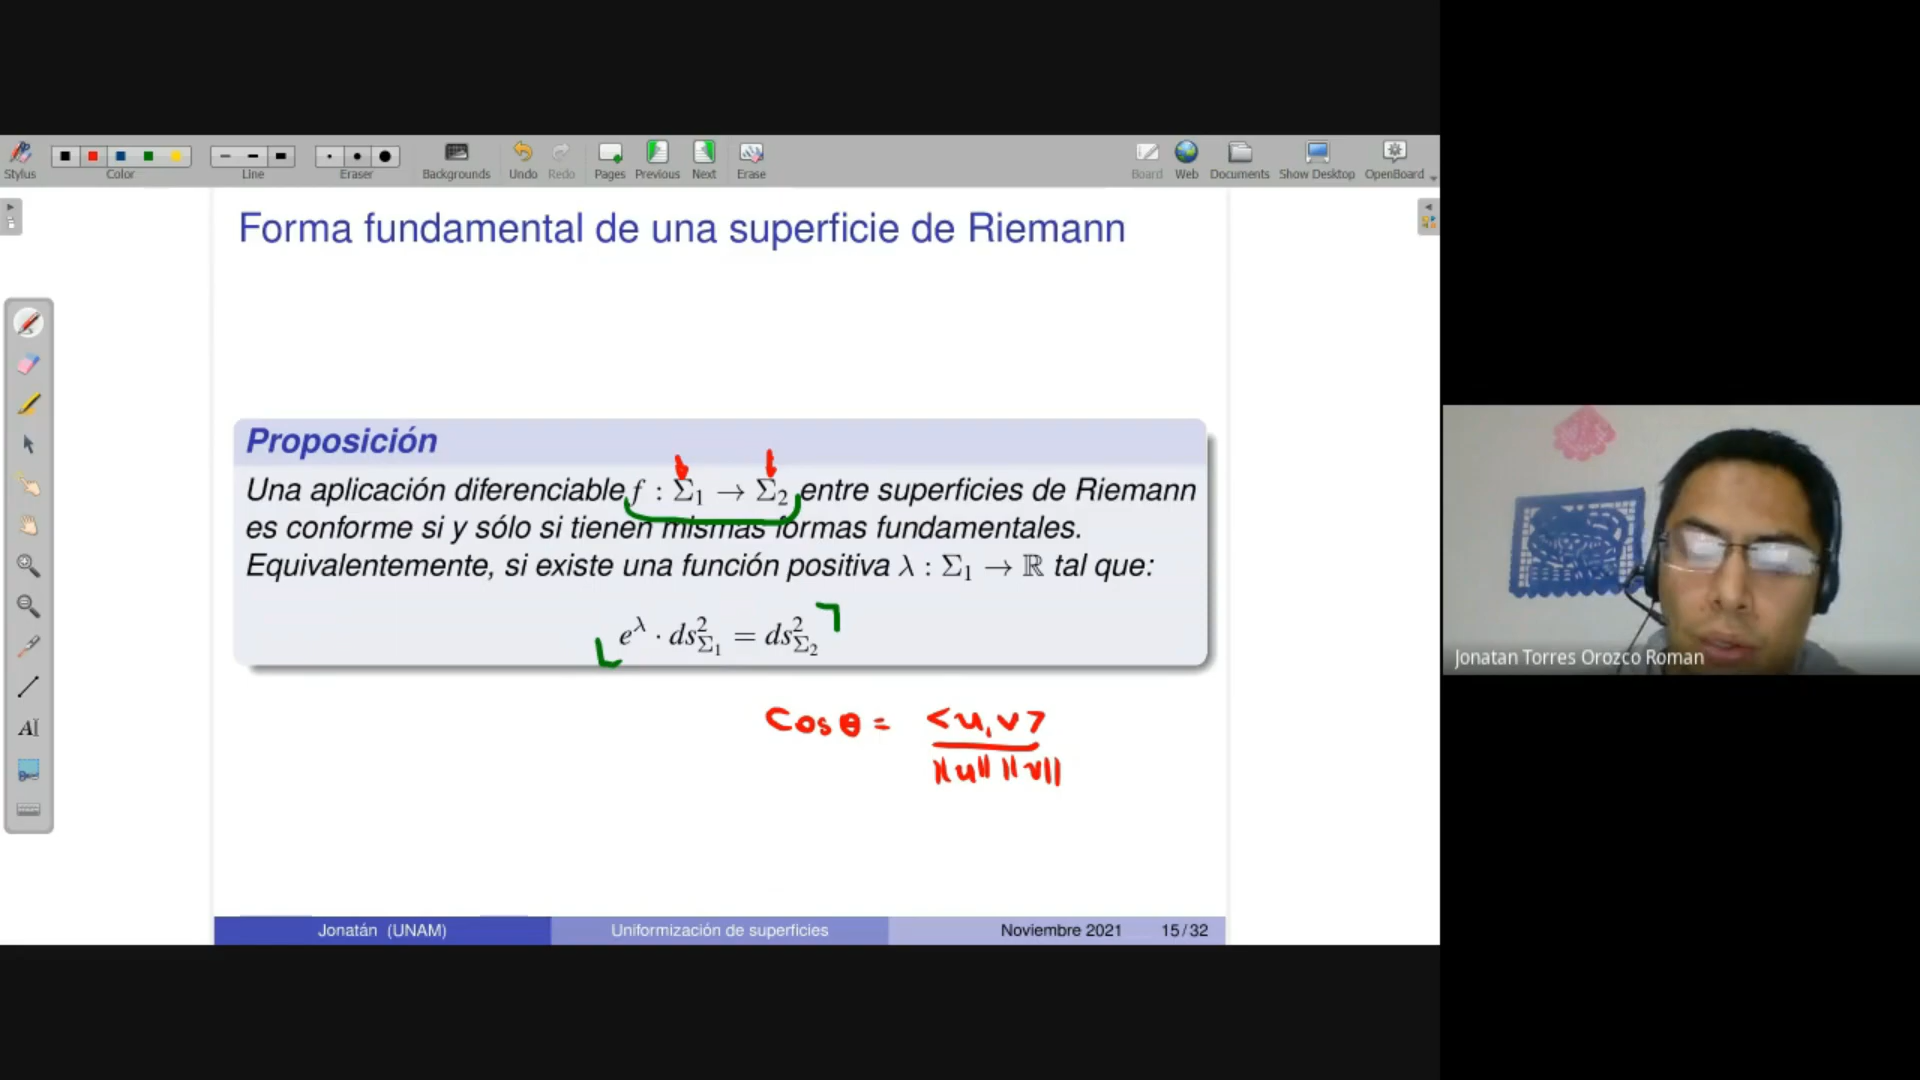 Stylus Color Line Eraser Backgrounds Undo Redo Pages Previous Next Erase Board Web Documents Show Desktop OpenBoard
Forma fundamental de una superficie de Riemann
Proposición
Una aplicación diferenciable f : Σ₁ → Σ₂ entre superficies de Riemann
es conforme si y sólo si tienen mismas formas fundamentales.
Equivalentemente, si existe una función positiva λ : Σ₁ → ℝ tal que:
e^λ · ds²_Σ₁ = ds²_Σ₂
Cos θ = <u,v>
||u|| ||v||
Jonatán (UNAM) Uniformización de superficies Noviembre 2021 15/32
Jonatan Torres Orozco Roman